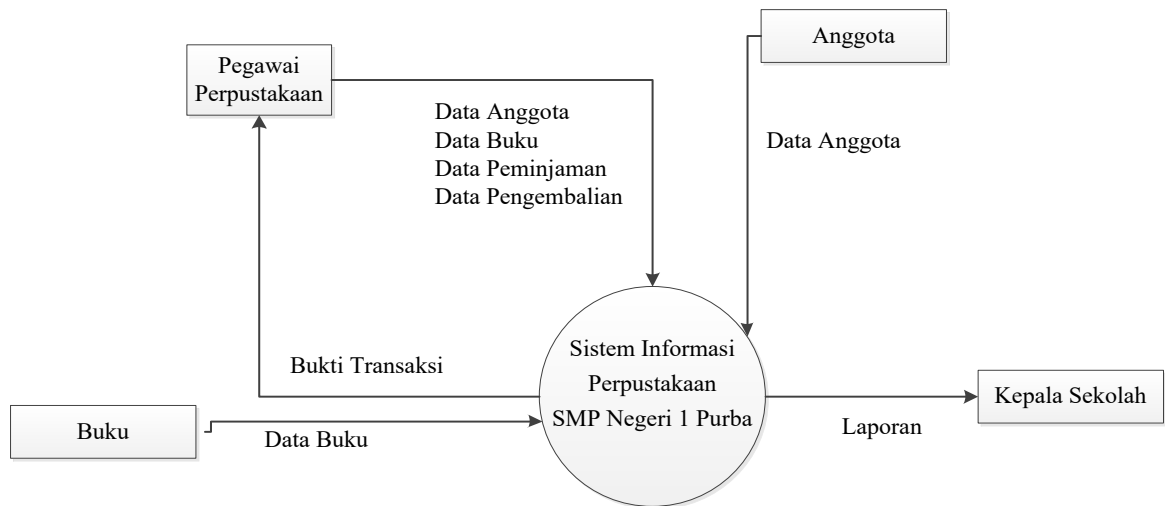 Anggota
Pegawai
Perpustakaan
Data Anggota
Data Buku
Data Peminjaman
Data Pengembalian
Data Anggota
Sistem Informasi
Perpustakaan
SMP Negeri 1 Purba
Bukti Transaksi
Kepala Sekolah
Laporan
Buku
Data Buku